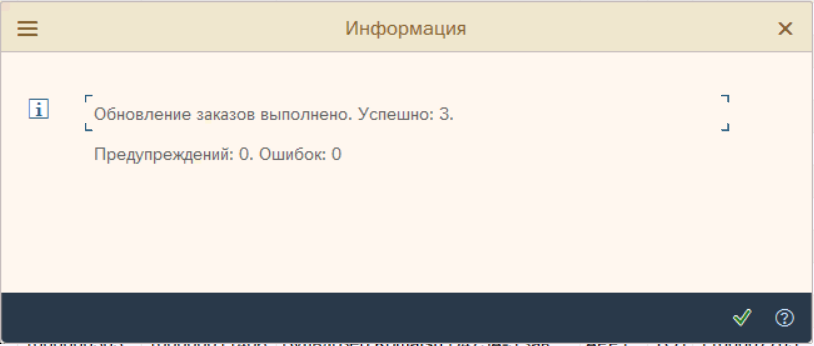 Информация
Обновление заказов выполнено. Успешно: 3.
Предупреждений: 0. Ошибок: 0